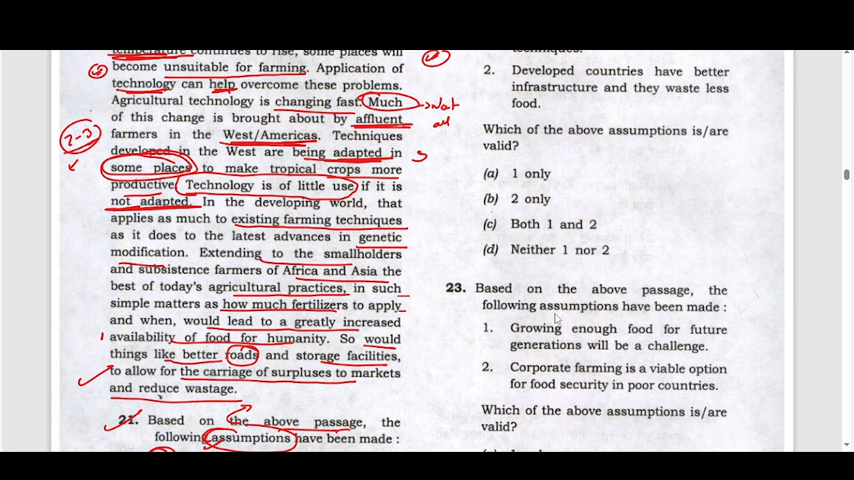 temperature continues to rise, some places will
become unsuitable for farming. Application of
technology can help overcome these problems.
Agricultural technology is changing fast. Much
of this change is brought about by affluent
farmers in the West/Americas. Techniques
developed in the West are being adapted in
some places to make tropical crops more
productive. Technology is of little use if it is
not adapted. In the developing world, that
applies as much to existing farming techniques
as it does to the latest advances in genetic
modification. Extending to the smallholders
and subsistence farmers of Africa and Asia the
best of today's agricultural practices, in such
simple matters as how much fertilizers to apply
and when, would lead to a greatly increased
availability of food for humanity. So would
things like better roads and storage facilities,
to allow for the carriage of surpluses to markets
and reduce wastage.
21. Based on the above passage, the
following assumptions have been made :
2-3
Not
all
techniques.
2. Developed countries have better
infrastructure and they waste less
food.
Which of the above assumptions is/are
valid?
(a) 1 only
(b) 2 only
(c) Both 1 and 2
(d) Neither 1 nor 2
23. Based on the above passage, the
following assumptions have been made :
1. Growing enough food for future
generations will be a challenge.
2. Corporate farming is a viable option
for food security in poor countries.
Which of the above assumptions is/are
valid?